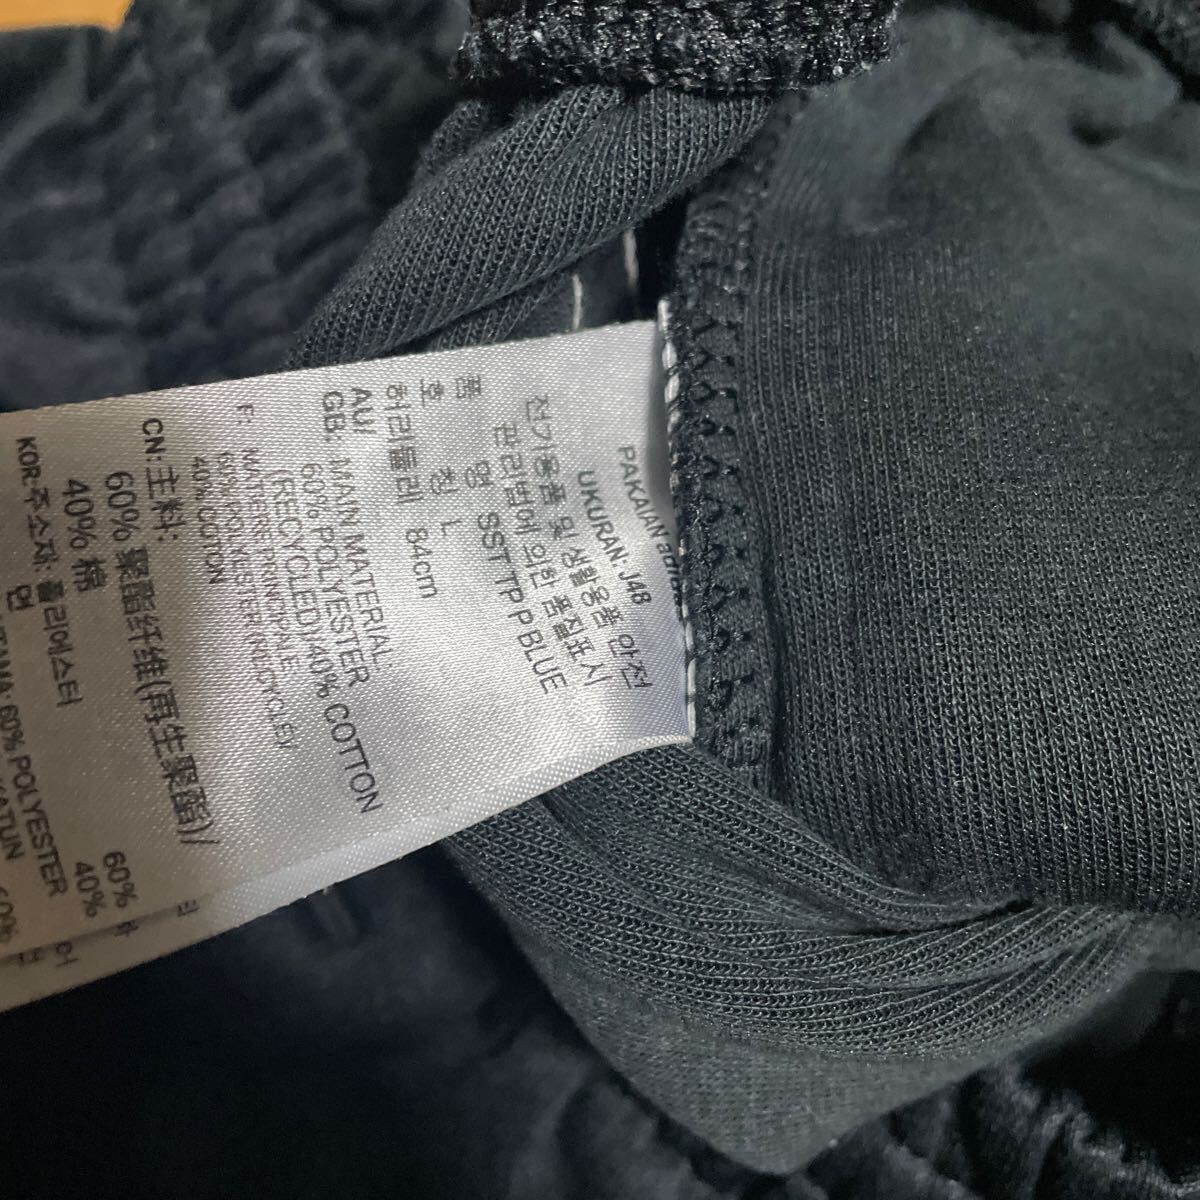 PAKAIAN
UKURAN: J48
전기용품 및 생활용품 안전
관리법에 의한 품질표시
품 명 SST TP P BLUE
호 칭 L
허리둘레 84cm
AU/
GB: MAIN MATERIAL:
60% POLYESTER
(RECYCLED)/40% COTTON
F: MATIERE PRINCIPALE:
60% POLYESTER (RECYCLE)/
40% COTON
CN: 主料:
60% 聚酯纤维(再生聚酯)/
40% 棉
KOR: 주소재: 폴리에스터 60%
면 40%
60% POLYESTER